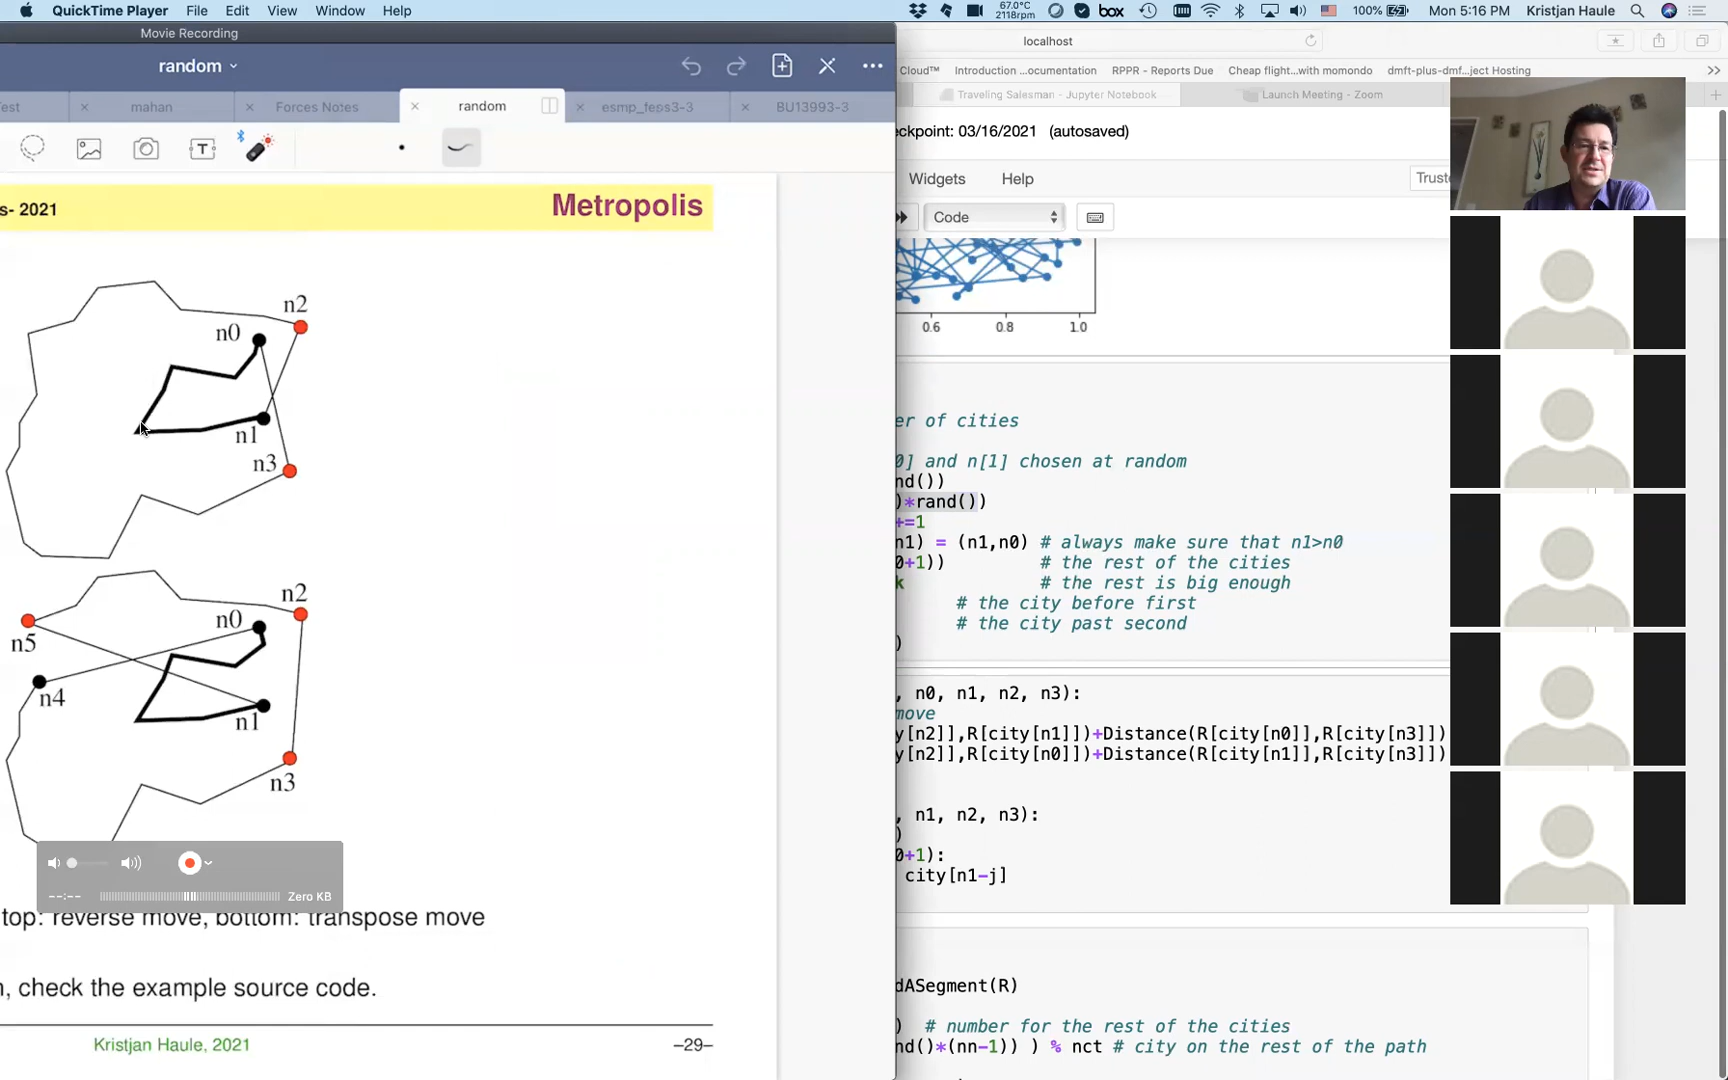 QuickTime Player File Edit View Window Help
67.0°C
2118rpm
box
100%
Mon 5:16 PM Kristjan Haule
Movie Recording
random
mahan
Forces Notes
random
esmp_fess3-3
BU13993-3
T
s- 2021
Metropolis
n2
n0
n1
n3
n2
n0
n5
n4
n1
n3
--:--
Zero KB
top: reverse move, bottom: transpose move
, check the example source code.
Kristjan Haule, 2021
–29–
localhost
Cloud™ Introduction ...ocumentation RPPR - Reports Due Cheap flight...with momondo dmft-plus-dmf...ject Hosting
Traveling Salesman - Jupyter Notebook
Launch Meeting - Zoom
eckpoint: 03/16/2021 (autosaved)
Widgets Help
Truste
Code
0.6 0.8 1.0
er of cities
0] and n[1] chosen at random
nd())
)*rand())
+=1
n1) = (n1,n0) # always make sure that n1>n0
0+1)) # the rest of the cities
k # the rest is big enough
# the city before first
# the city past second
)
, n0, n1, n2, n3):
move
y[n2]],R[city[n1]])+Distance(R[city[n0]],R[city[n3]])
y[n2]],R[city[n0]])+Distance(R[city[n1]],R[city[n3]])
, n1, n2, n3):
)
0+1):
city[n1-j]
dASegment(R)
) # number for the rest of the cities
nd()*(nn-1)) ) % nct # city on the rest of the path